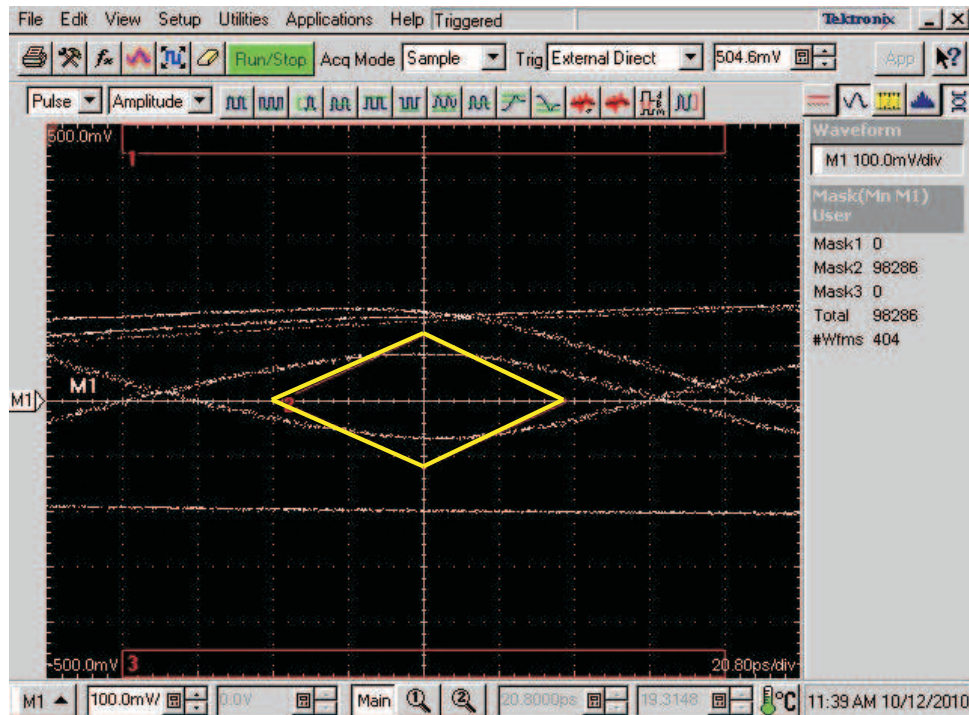 File Edit View Setup Utilities Applications Help Triggered Tektronix
Run/Stop Acq Mode Sample Trig External Direct 504.6mV App
Pulse Amplitude
500.0mV
1
Waveform
M1 100.0mV/div
Mask(Mn M1)
User
Mask1 0
Mask2 98286
Mask3 0
Total 98286
#Wfms 404
M1
M1
2
-500.0mV 3 20.80ps/div
M1 100.0mV/ 0.0V Main 1 2 20.8000ps 19.3148 °C 11:39 AM 10/12/2010